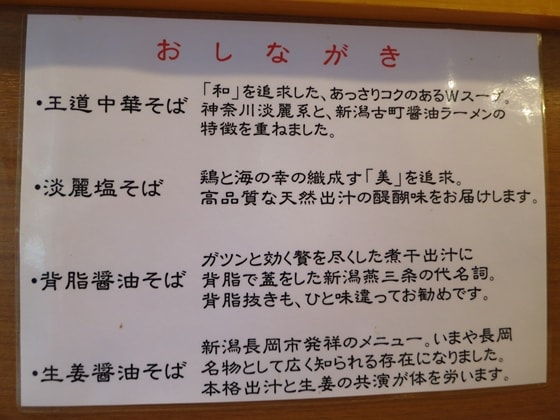 おしながき
・王道中華そば
「和」を追求した、あっさりコクのあるWスープ。
神奈川淡麗系と、新潟古町醤油ラーメンの
特徴を重ねました。
・淡麗塩そば
鶏と海の幸の織成す「美」を追求。
高品質な天然出汁の醍醐味をお届けします。
・背脂醤油そば
ガツンと効く贅を尽くした煮干出汁に
背脂で蓋をした新潟燕三条の代名詞。
背脂抜きも、ひと味違ってお勧めです。
・生姜醤油そば
新潟長岡市発祥のメニュー。いまや長岡
名物として広く知られる存在になりました。
本格出汁と生姜の共演が体を労います。